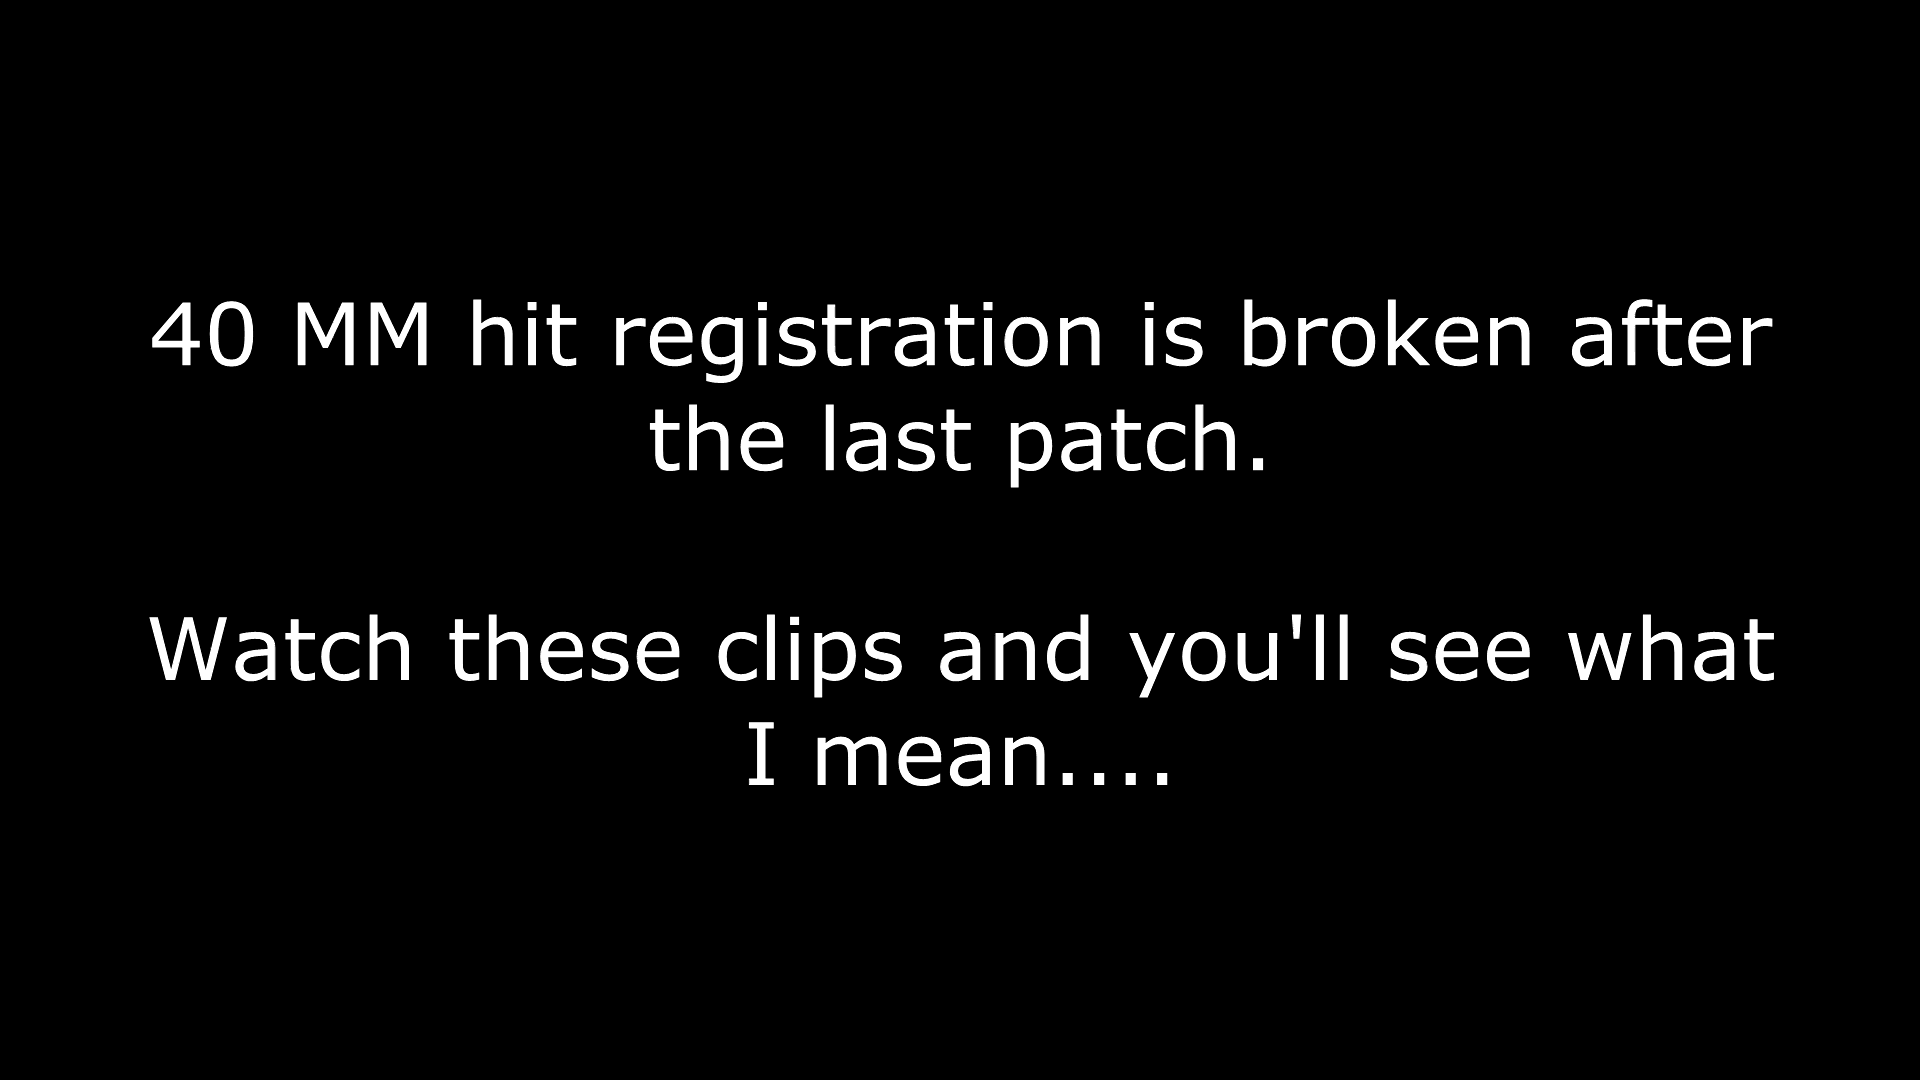 40 MM hit registration is broken after
the last patch.
Watch these clips and you'll see what
I mean....